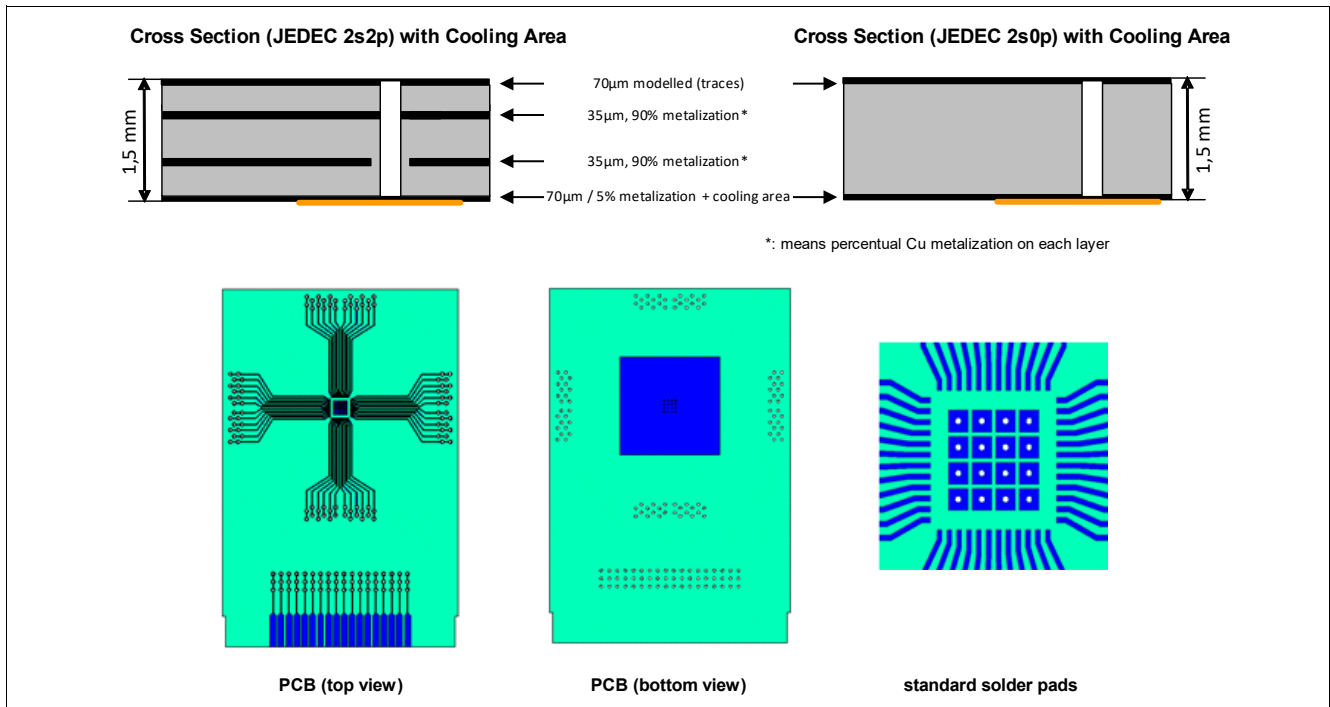 Cross Section (JEDEC 2s2p) with Cooling Area
Cross Section (JEDEC 2s0p) with Cooling Area
1,5 mm
70µm modelled (traces)
35µm, 90% metalization*
35µm, 90% metalization*
70µm / 5% metalization + cooling area
1,5 mm
*: means percentual Cu metalization on each layer
PCB (top view)
PCB (bottom view)
standard solder pads